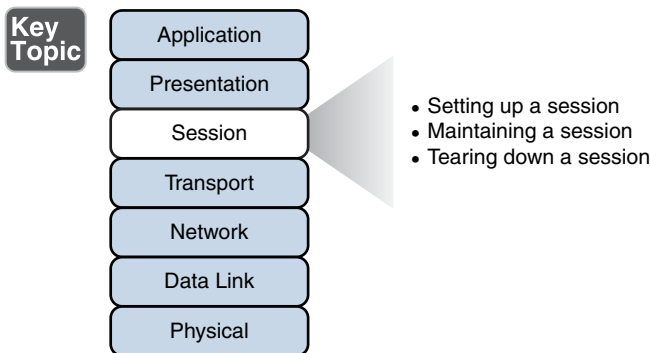 Key
Topic
Application
Presentation
Session
Transport
Network
Data Link
Physical
• Setting up a session
• Maintaining a session
• Tearing down a session